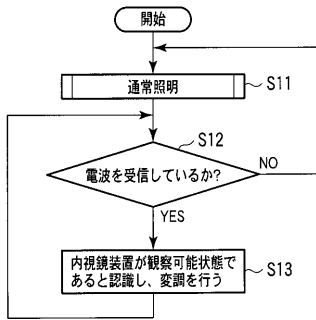 開始
通常照明
S11
S12
電波を受信しているか?
NO
YES
内視鏡装置が観察可能状態で
あると認識し、変調を行う
S13